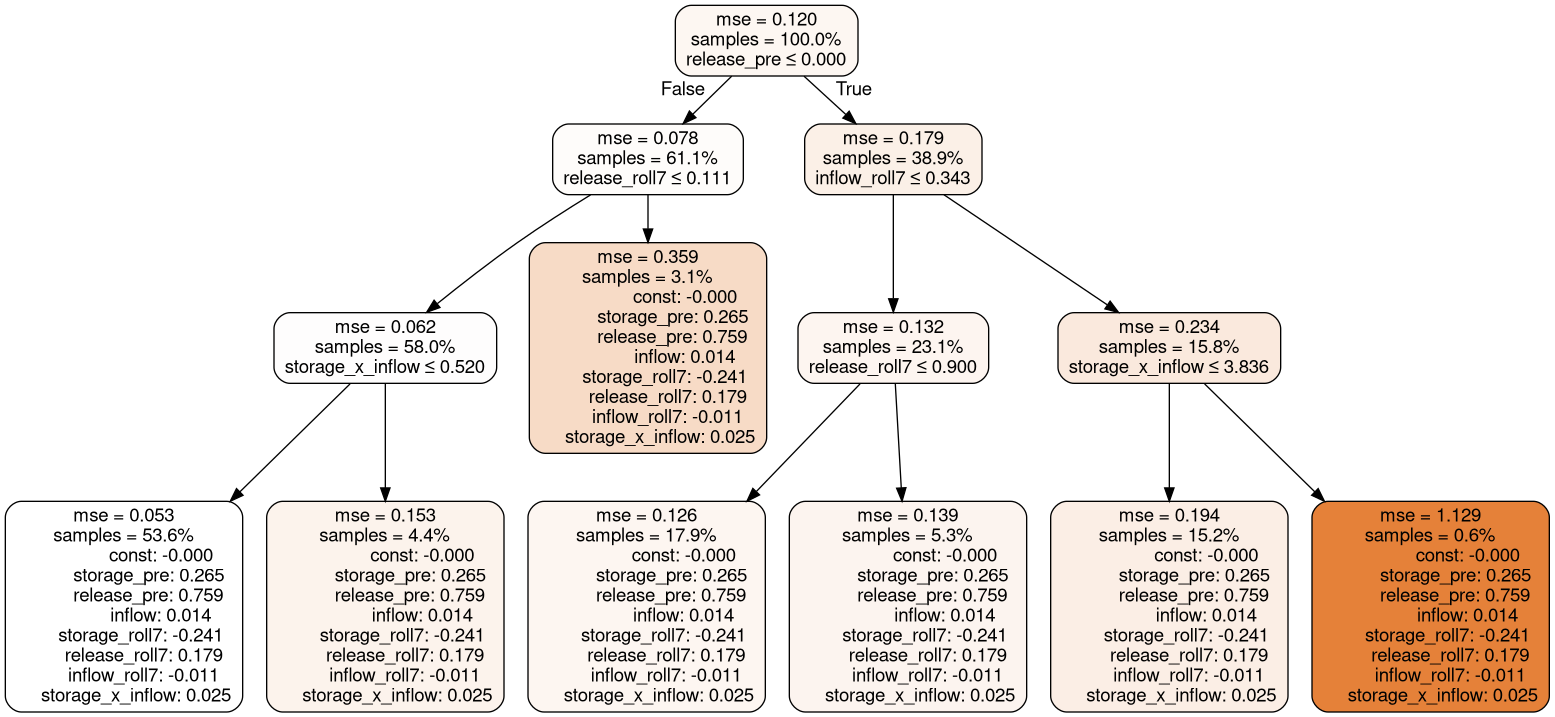 mse = 0.120
samples = 100.0%
release_pre ≤ 0.000
False
True
mse = 0.078
samples = 61.1%
release_roll7 ≤ 0.111
mse = 0.179
samples = 38.9%
inflow_roll7 ≤ 0.343
mse = 0.359
samples = 3.1%
const: -0.000
storage_pre: 0.265
release_pre: 0.759
inflow: 0.014
storage_roll7: -0.241
release_roll7: 0.179
inflow_roll7: -0.011
storage_x_inflow: 0.025
mse = 0.062
samples = 58.0%
storage_x_inflow ≤ 0.520
mse = 0.132
samples = 23.1%
release_roll7 ≤ 0.900
mse = 0.234
samples = 15.8%
storage_x_inflow ≤ 3.836
mse = 0.053
samples = 53.6%
const: -0.000
storage_pre: 0.265
release_pre: 0.759
inflow: 0.014
storage_roll7: -0.241
release_roll7: 0.179
inflow_roll7: -0.011
storage_x_inflow: 0.025
mse = 0.153
samples = 4.4%
const: -0.000
storage_pre: 0.265
release_pre: 0.759
inflow: 0.014
storage_roll7: -0.241
release_roll7: 0.179
inflow_roll7: -0.011
storage_x_inflow: 0.025
mse = 0.126
samples = 17.9%
const: -0.000
storage_pre: 0.265
release_pre: 0.759
inflow: 0.014
storage_roll7: -0.241
release_roll7: 0.179
inflow_roll7: -0.011
storage_x_inflow: 0.025
mse = 0.139
samples = 5.3%
const: -0.000
storage_pre: 0.265
release_pre: 0.759
inflow: 0.014
storage_roll7: -0.241
release_roll7: 0.179
inflow_roll7: -0.011
storage_x_inflow: 0.025
mse = 0.194
samples = 15.2%
const: -0.000
storage_pre: 0.265
release_pre: 0.759
inflow: 0.014
storage_roll7: -0.241
release_roll7: 0.179
inflow_roll7: -0.011
storage_x_inflow: 0.025
mse = 1.129
samples = 0.6%
const: -0.000
storage_pre: 0.265
release_pre: 0.759
inflow: 0.014
storage_roll7: -0.241
release_roll7: 0.179
inflow_roll7: -0.011
storage_x_inflow: 0.025